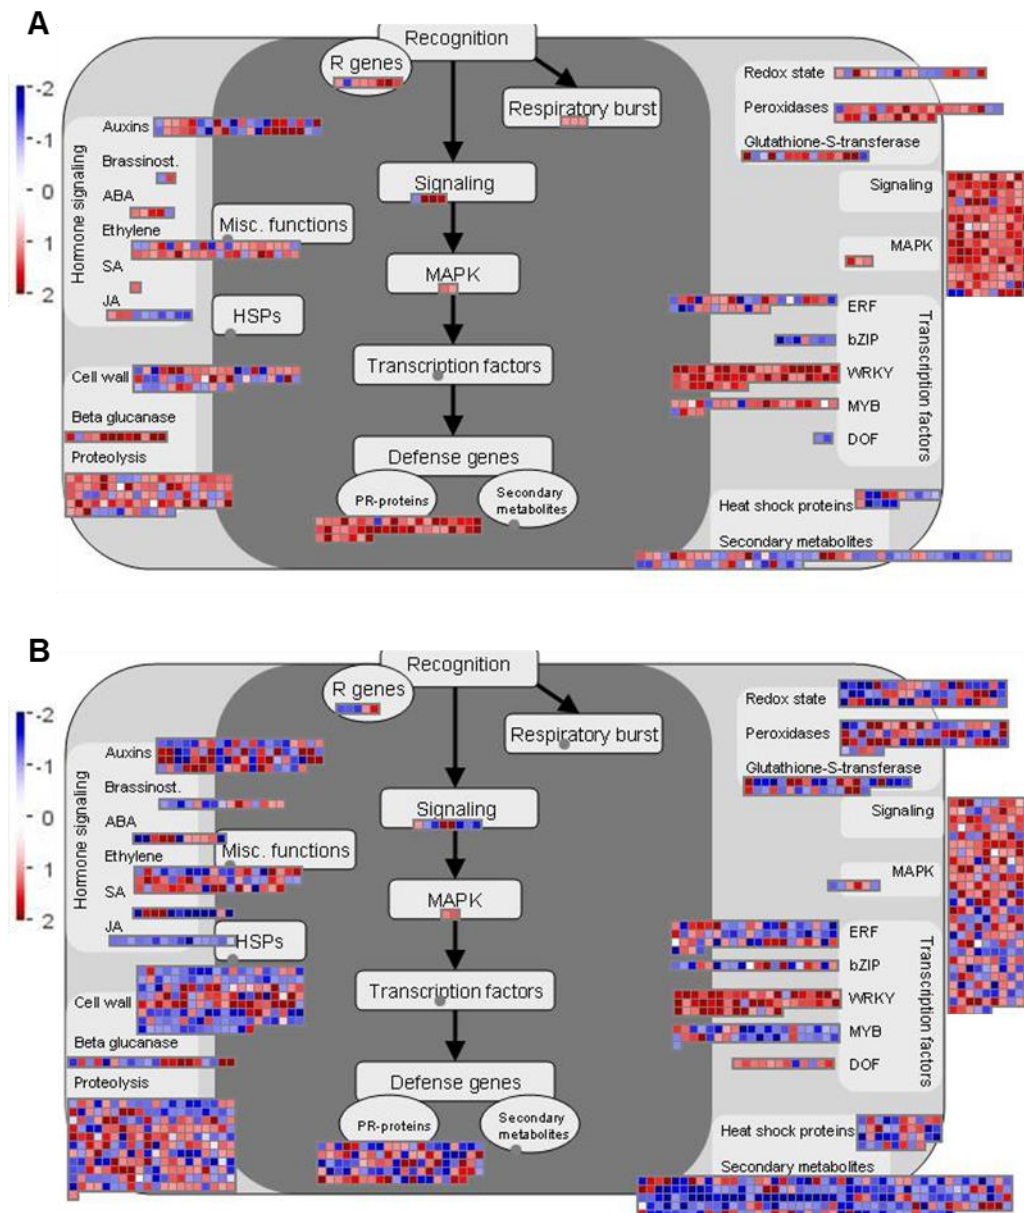 A
Recognition
R genes
Respiratory burst
Redox state
Peroxidases
Glutathione-S-transferase
-2
-1
0
1
2
Hormone signaling
Auxins
Brassinost.
ABA
Ethylene
SA
JA
Misc. functions
HSPs
Signaling
MAPK
Transcription factors
Defense genes
PR-proteins
Secondary
metabolites
Cell wall
Beta glucanase
Proteolysis
Signaling
MAPK
ERF
bZIP
WRKY
MYB
DOF
Transcription factors
Heat shock proteins
Secondary metabolites
B
Recognition
R genes
Respiratory burst
Redox state
Peroxidases
Glutathione-S-transferase
-2
-1
0
1
2
Hormone signaling
Auxins
Brassinost.
ABA
Ethylene
SA
JA
Misc. functions
HSPs
Signaling
MAPK
Transcription factors
Defense genes
PR-proteins
Secondary
metabolites
Cell wall
Beta glucanase
Proteolysis
Signaling
MAPK
ERF
bZIP
WRKY
MYB
DOF
Transcription factors
Heat shock proteins
Secondary metabolites